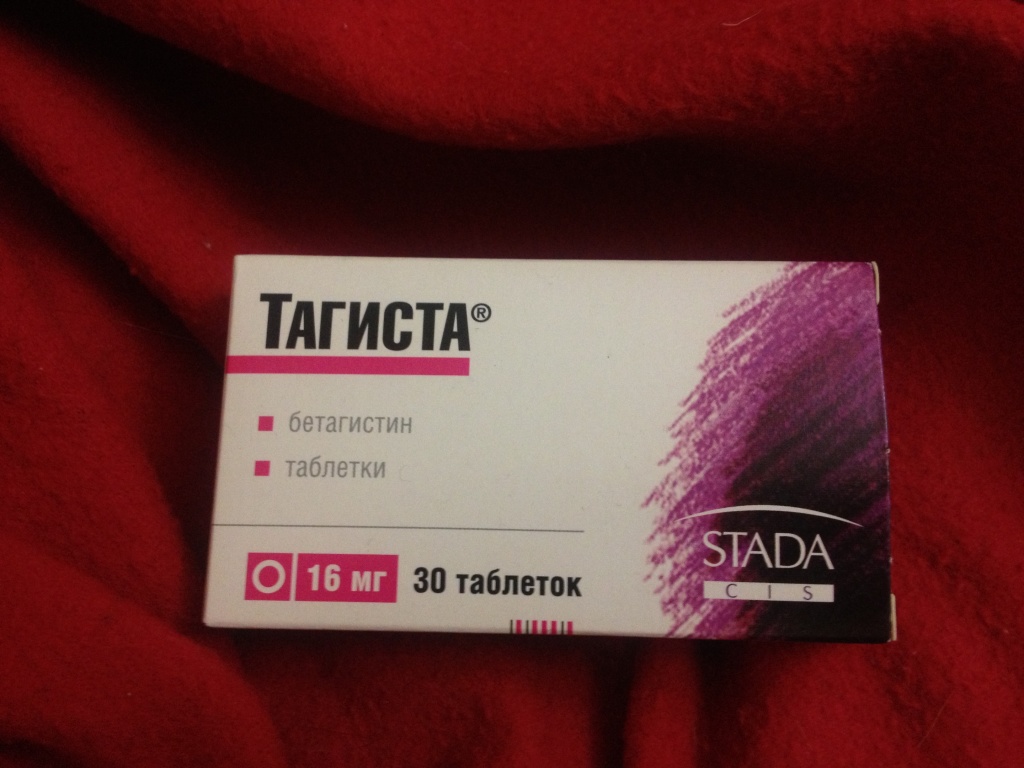 ТАГИСТА®
бетагистин
таблетки
16 мг 30 таблеток
STADA
CIS